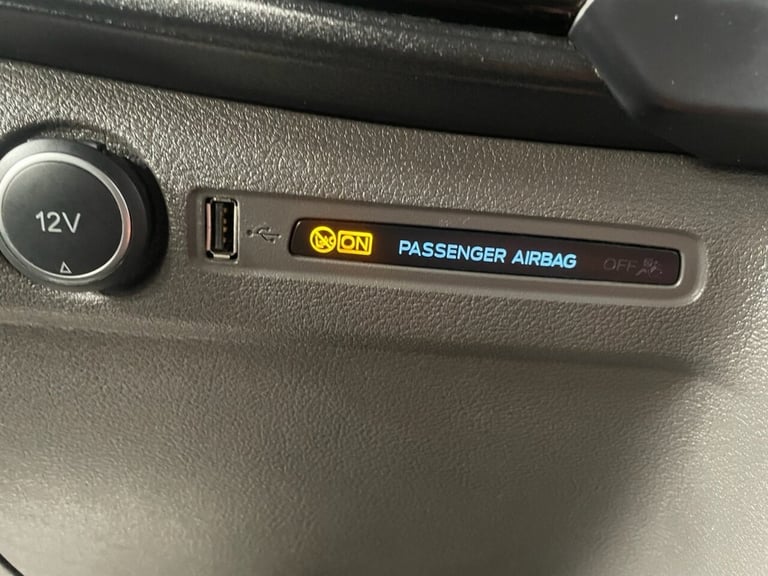 12V
ON PASSENGER AIRBAG OFF